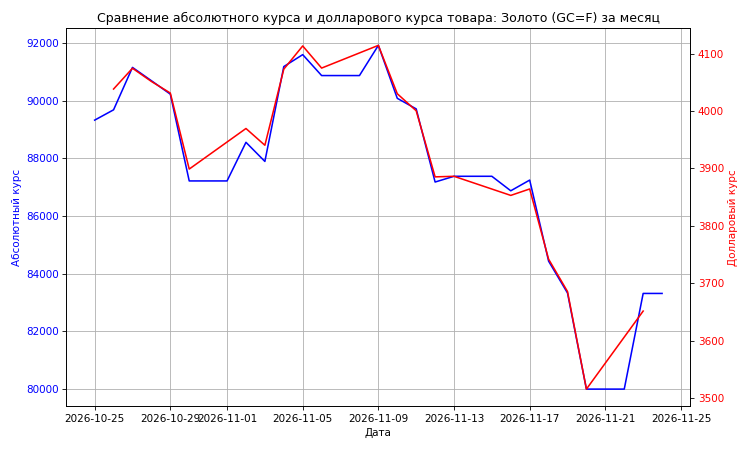 Сравнение абсолютного курса и долларового курса товара: Золото (GC=F) за месяц
92000
90000
88000
86000
84000
82000
80000
Абсолютный курс
4100
4000
3900
3800
3700
3600
3500
Долларовый курс
2026-10-25 2026-10-29 2026-11-01 2026-11-05 2026-11-09 2026-11-13 2026-11-17 2026-11-21 2026-11-25
Дата